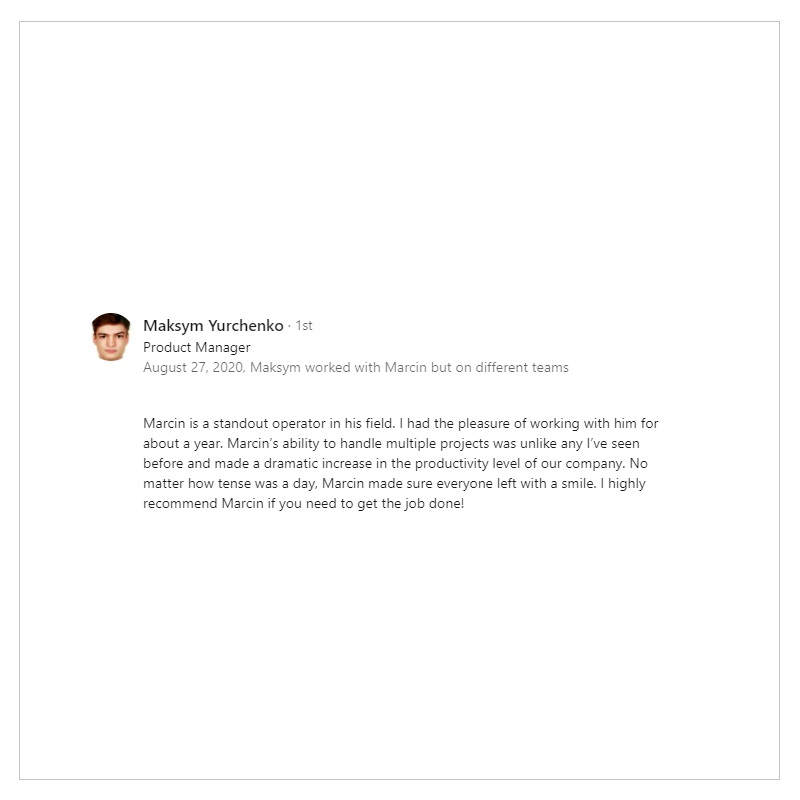 Maksym Yurchenko · 1st
Product Manager
August 27, 2020, Maksym worked with Marcin but on different teams
Marcin is a standout operator in his field. I had the pleasure of working with him for
about a year. Marcin’s ability to handle multiple projects was unlike any I’ve seen
before and made a dramatic increase in the productivity level of our company. No
matter how tense was a day, Marcin made sure everyone left with a smile. I highly
recommend Marcin if you need to get the job done!